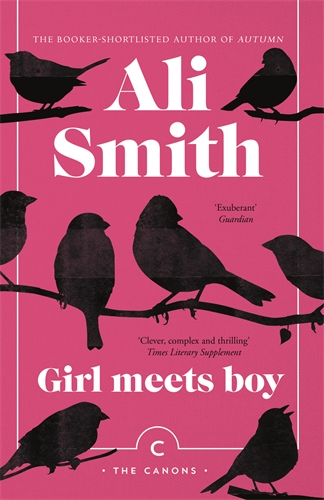 THE BOOKER-SHORTLISTED AUTHOR OF AUTUMN
Ali
Smith
'Exuberant'
Guardian
'Clever, complex and thrilling'
Times Literary Supplement
Girl meets boy
C
• THE CANONS •